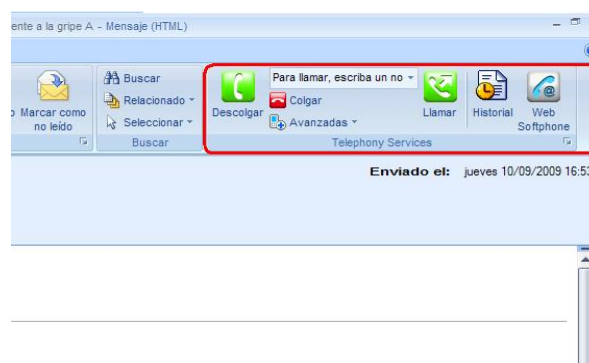 ente a la gripe A - Mensaje (HTML)
Buscar
Relacionado
Seleccionar
Marcar como
no leído
Buscar
Descolgar
Para llamar, escriba un no
Colgar
Avanzadas
Llamar
Historial
Web
Softphone
Telephony Services
Enviado el: jueves 10/09/2009 16:53